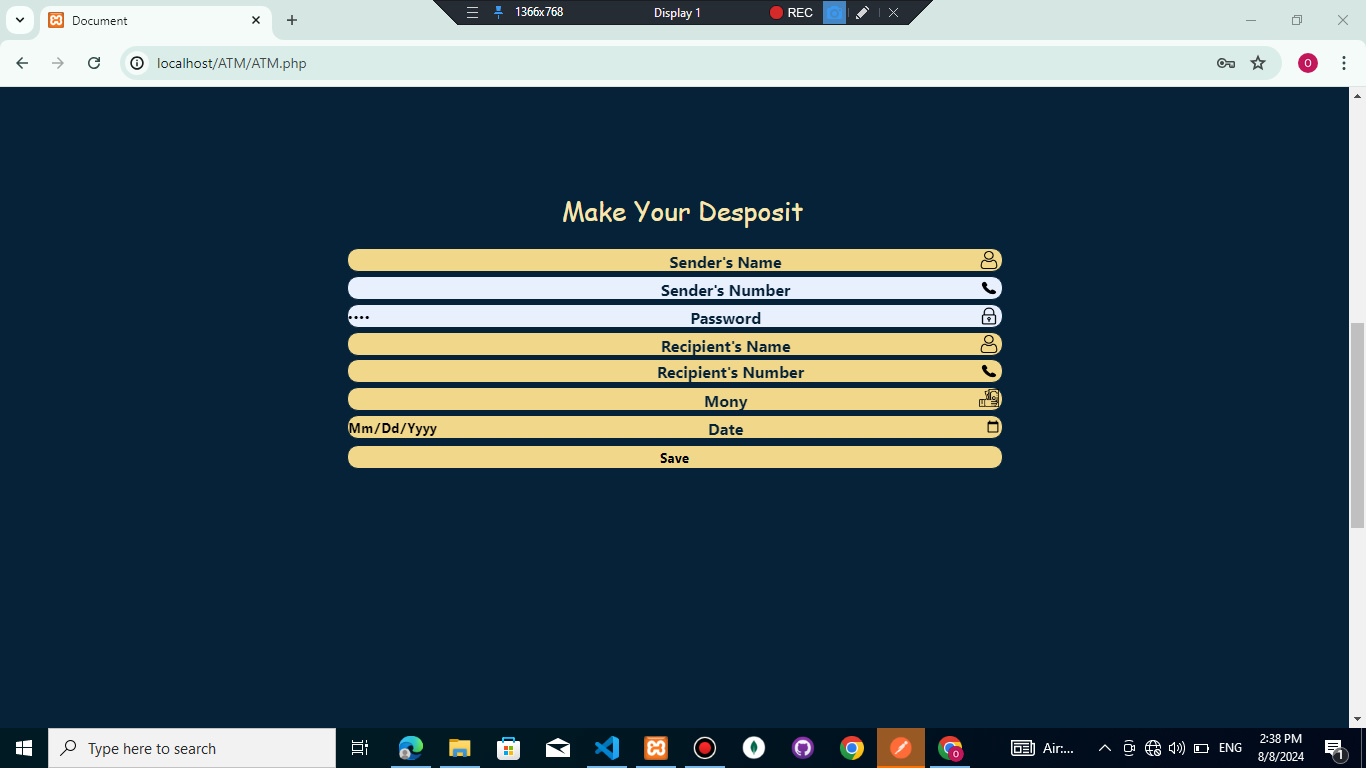 1366x768 Display 1 REC
Document
localhost/ATM/ATM.php
O
Make Your Desposit
Sender's Name
Sender's Number
•••• Password
Recipient's Name
Recipient's Number
Mony
Mm/Dd/Yyyy Date
Save
Type here to search
Air:...
ENG
2:38 PM
8/8/2024
1